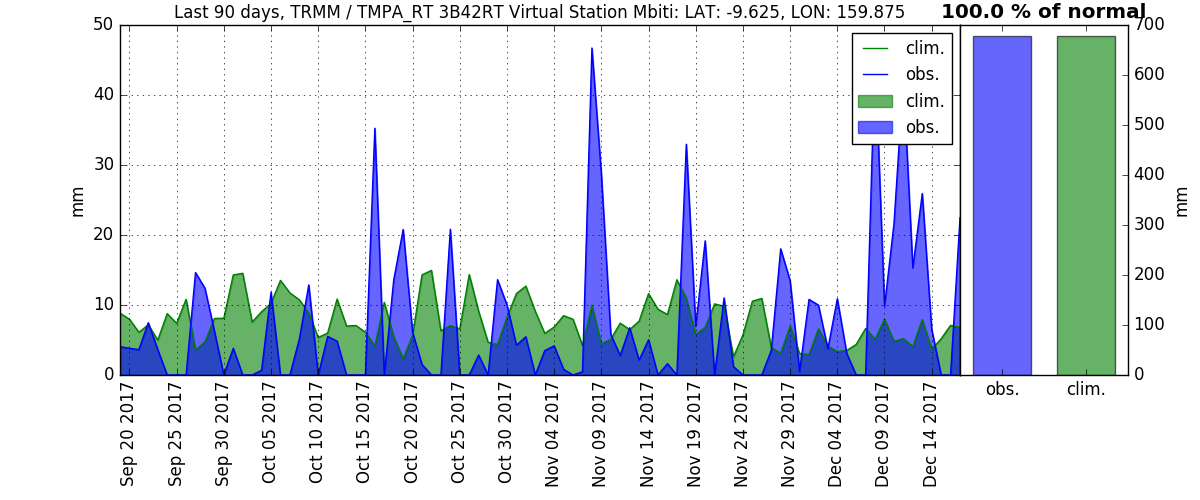 Last 90 days, TRMM / TMPA_RT 3B42RT Virtual Station Mbiti: LAT: -9.625, LON: 159.875
100.0 % of normal
50
40
30
20
10
0
mm
clim.
obs.
clim.
obs.
700
600
500
400
300
200
100
0
mm
Sep 20 2017
Sep 25 2017
Sep 30 2017
Oct 05 2017
Oct 10 2017
Oct 15 2017
Oct 20 2017
Oct 25 2017
Oct 30 2017
Nov 04 2017
Nov 09 2017
Nov 14 2017
Nov 19 2017
Nov 24 2017
Nov 29 2017
Dec 04 2017
Dec 09 2017
Dec 14 2017
obs.
clim.